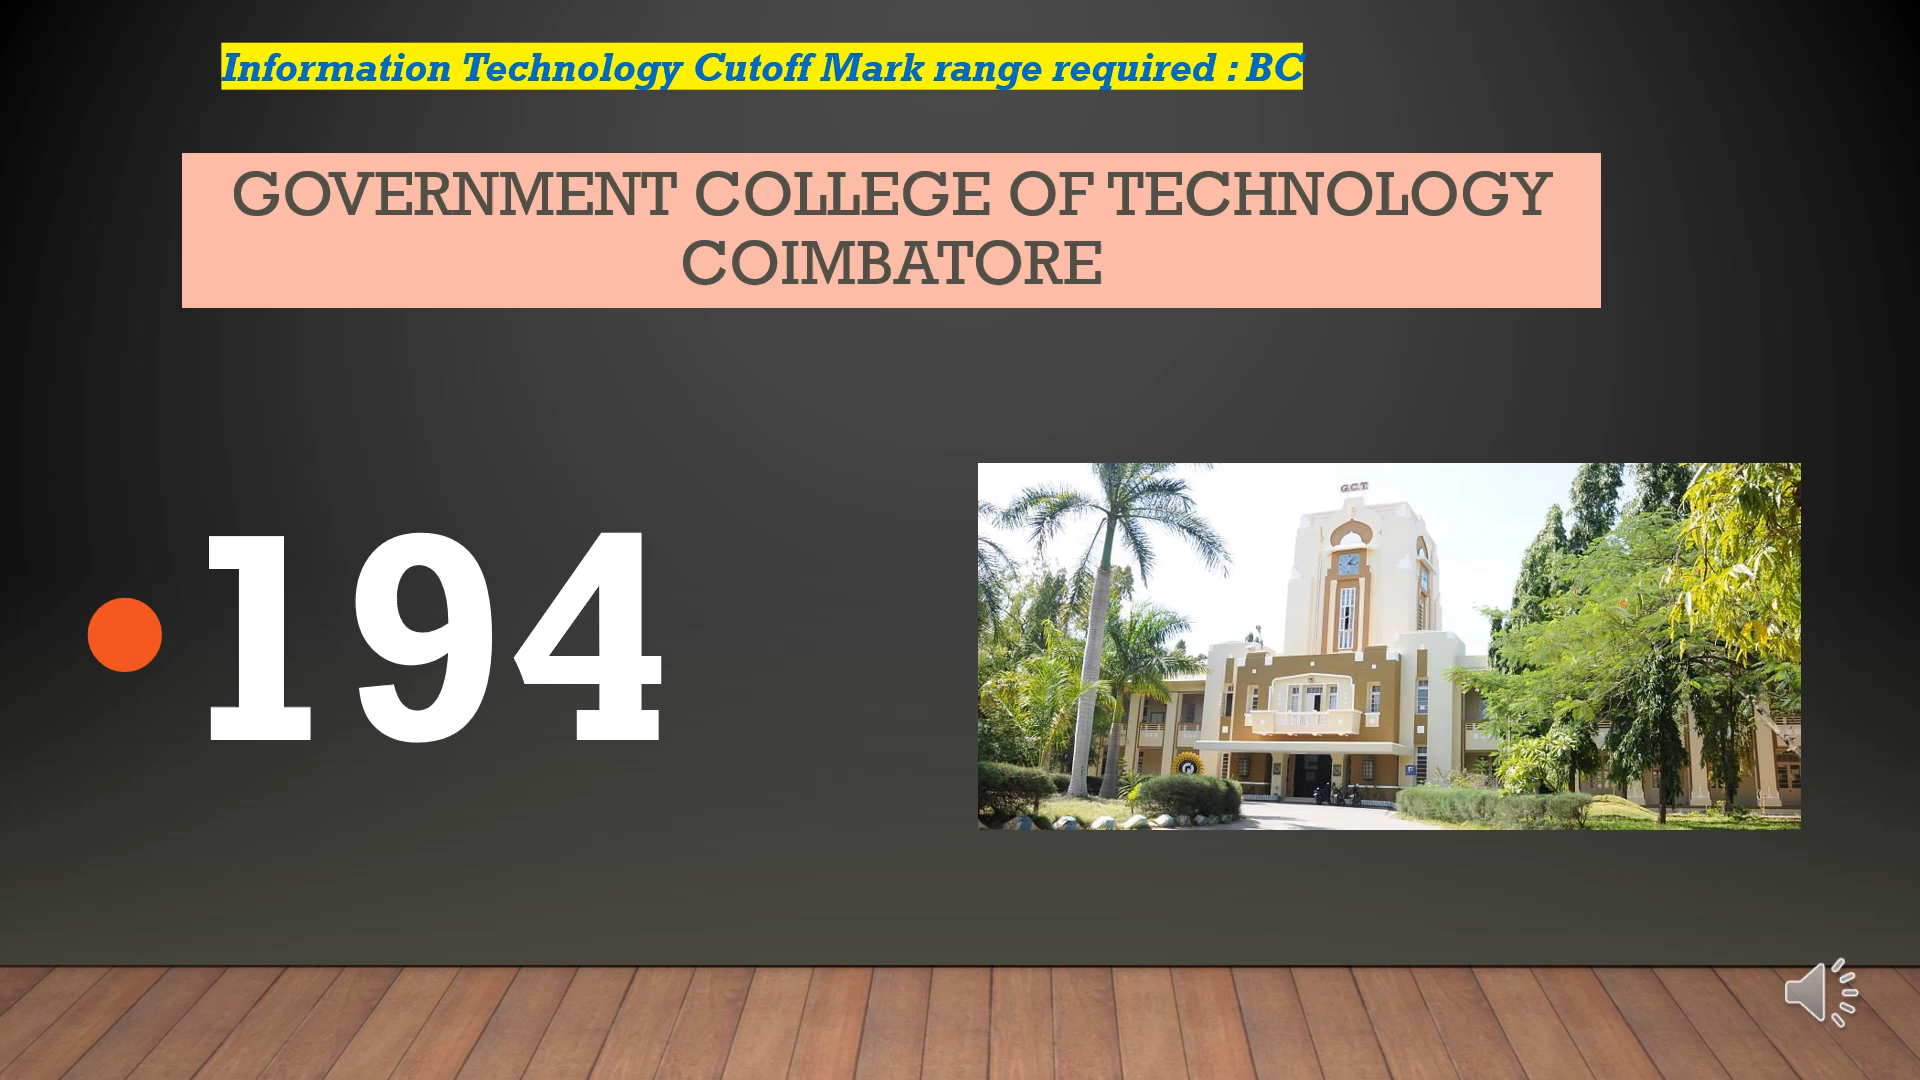 Information Technology Cutoff Mark range required : BC
GOVERNMENT COLLEGE OF TECHNOLOGY
COIMBATORE
194
G.C.T.